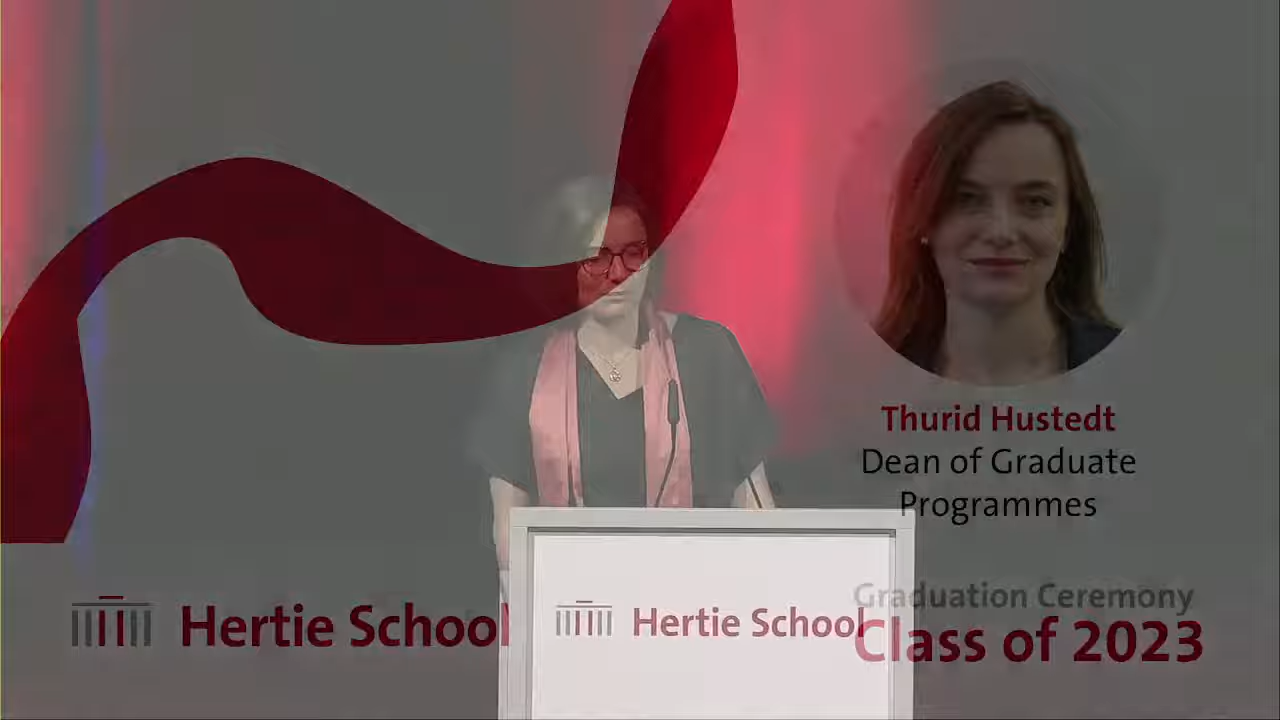 Thurid Hustedt
Dean of Graduate
Programmes
Hertie School
Hertie School
Graduation Ceremony
Class of 2023